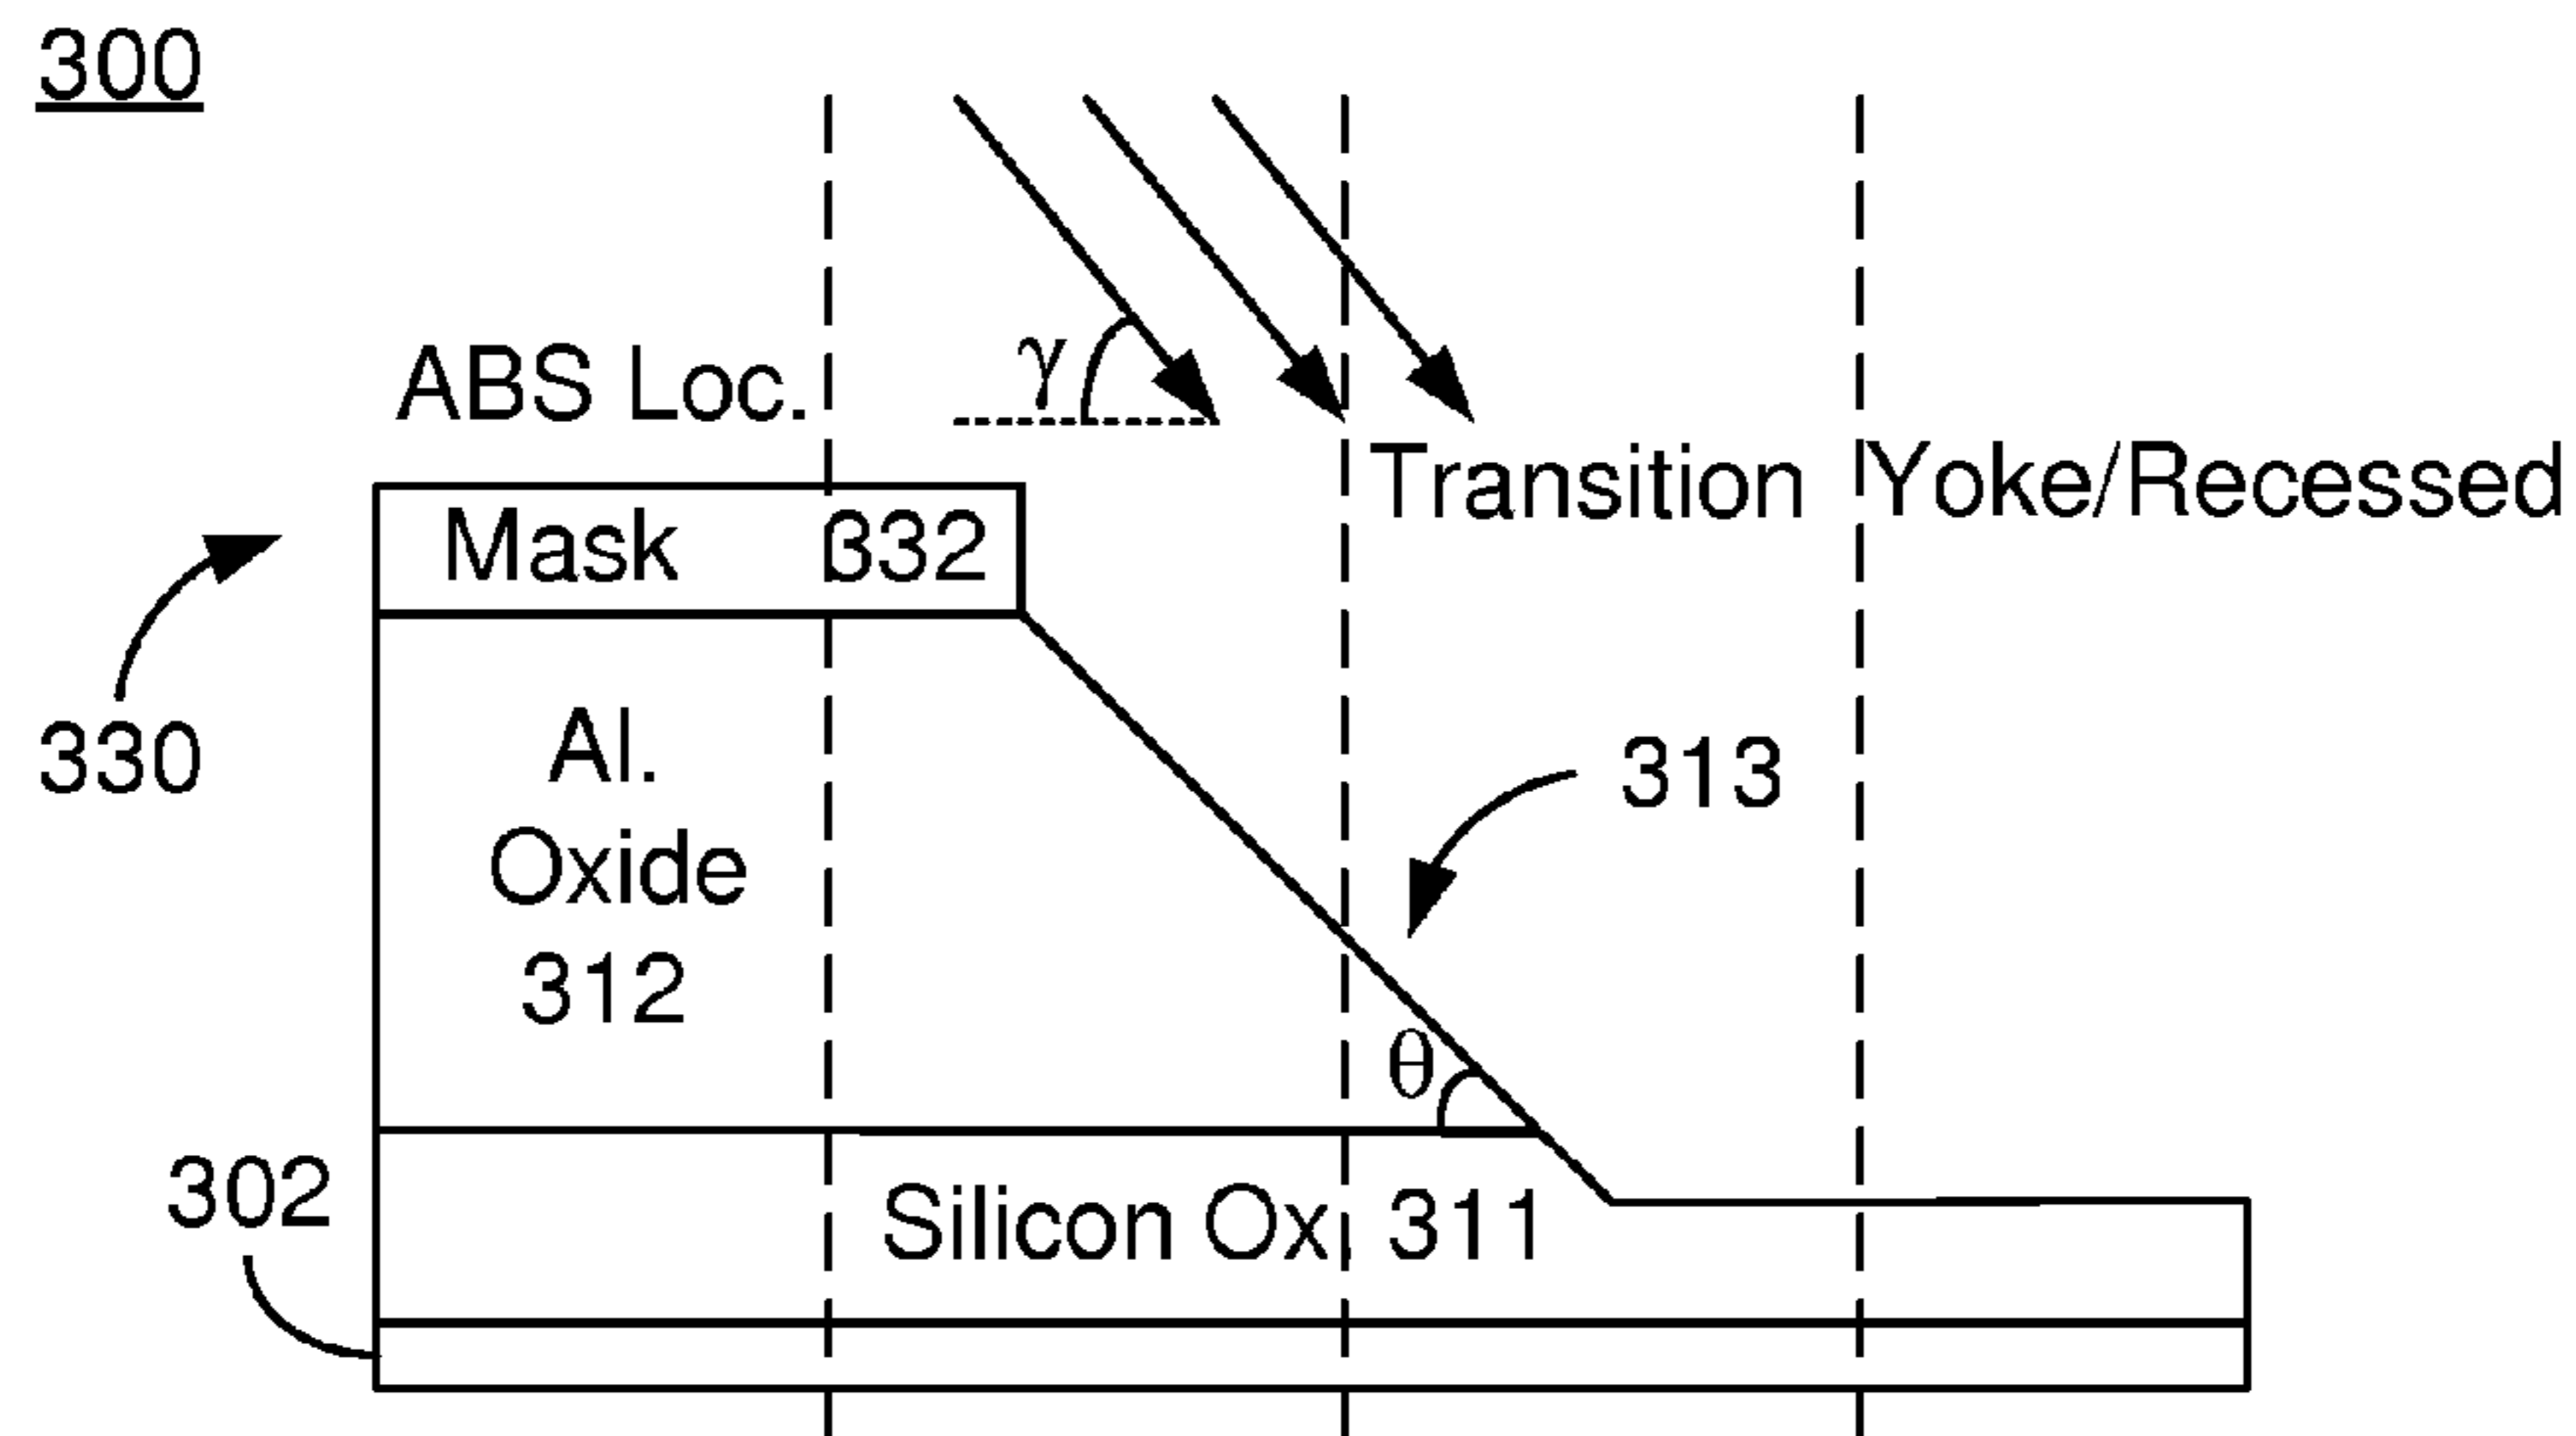 300
ABS Loc.
γ
Transition
Yoke/Recessed
Mask 332
330
Al.
Oxide
312
313
θ
302
Silicon Ox. 311